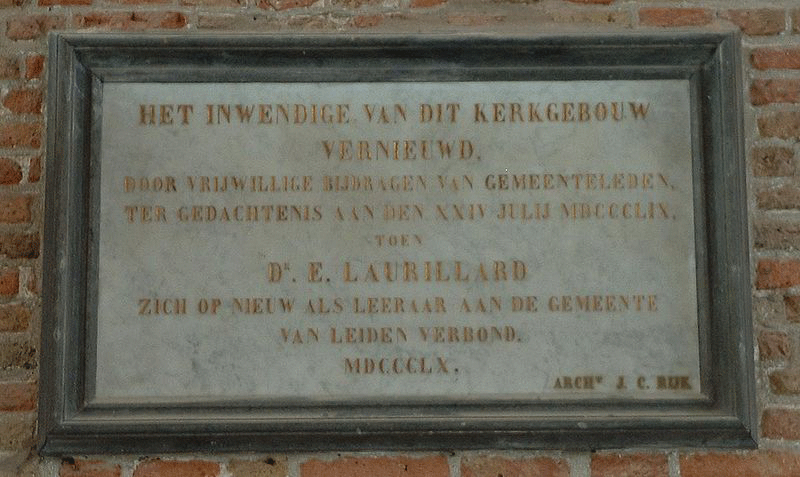 HET INWENDIGE VAN DIT KERKGEBOUW
VERNIEUWD.
DOOR VRIJWILLIGE BIJDRAGEN VAN GEMEENTELEDEN,
TER GEDACHTENIS AAN DEN XXIV JULIJ MDCCCLIX.
TOEN
Dr. E. LAURILLARD
ZICH OP NIEUW ALS LEERAAR AAN DE GEMEENTE
VAN LEIDEN VERBOND.
MDCCCLX.
ARCHt. J. C. RIJK